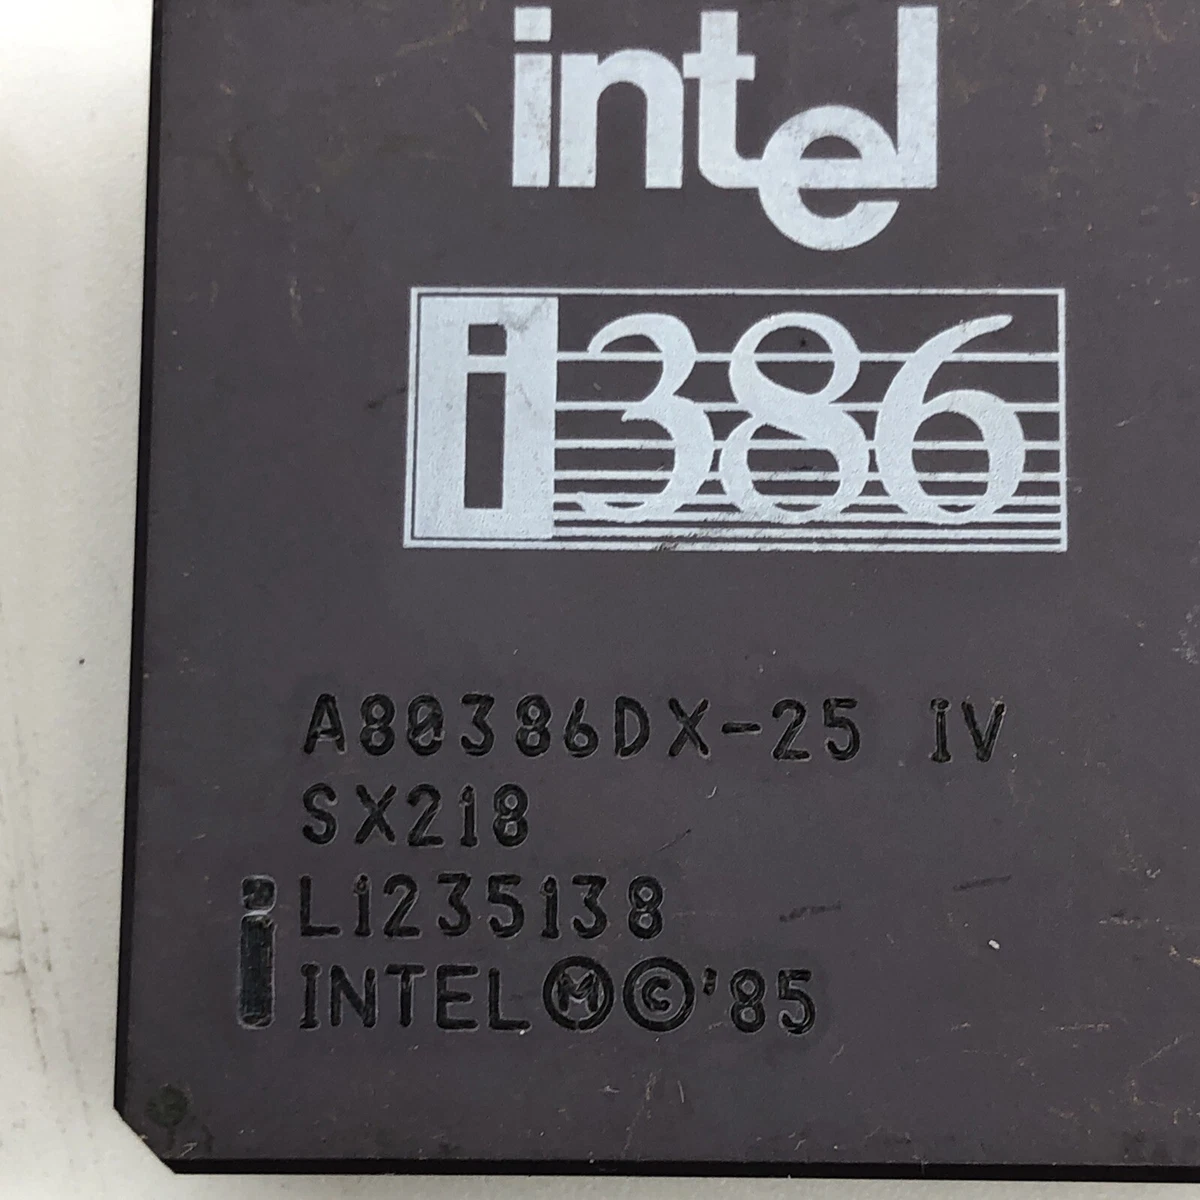 intel
i386
A80386DX-25 IV
SX218
L1235138
INTEL Ⓜ © '85